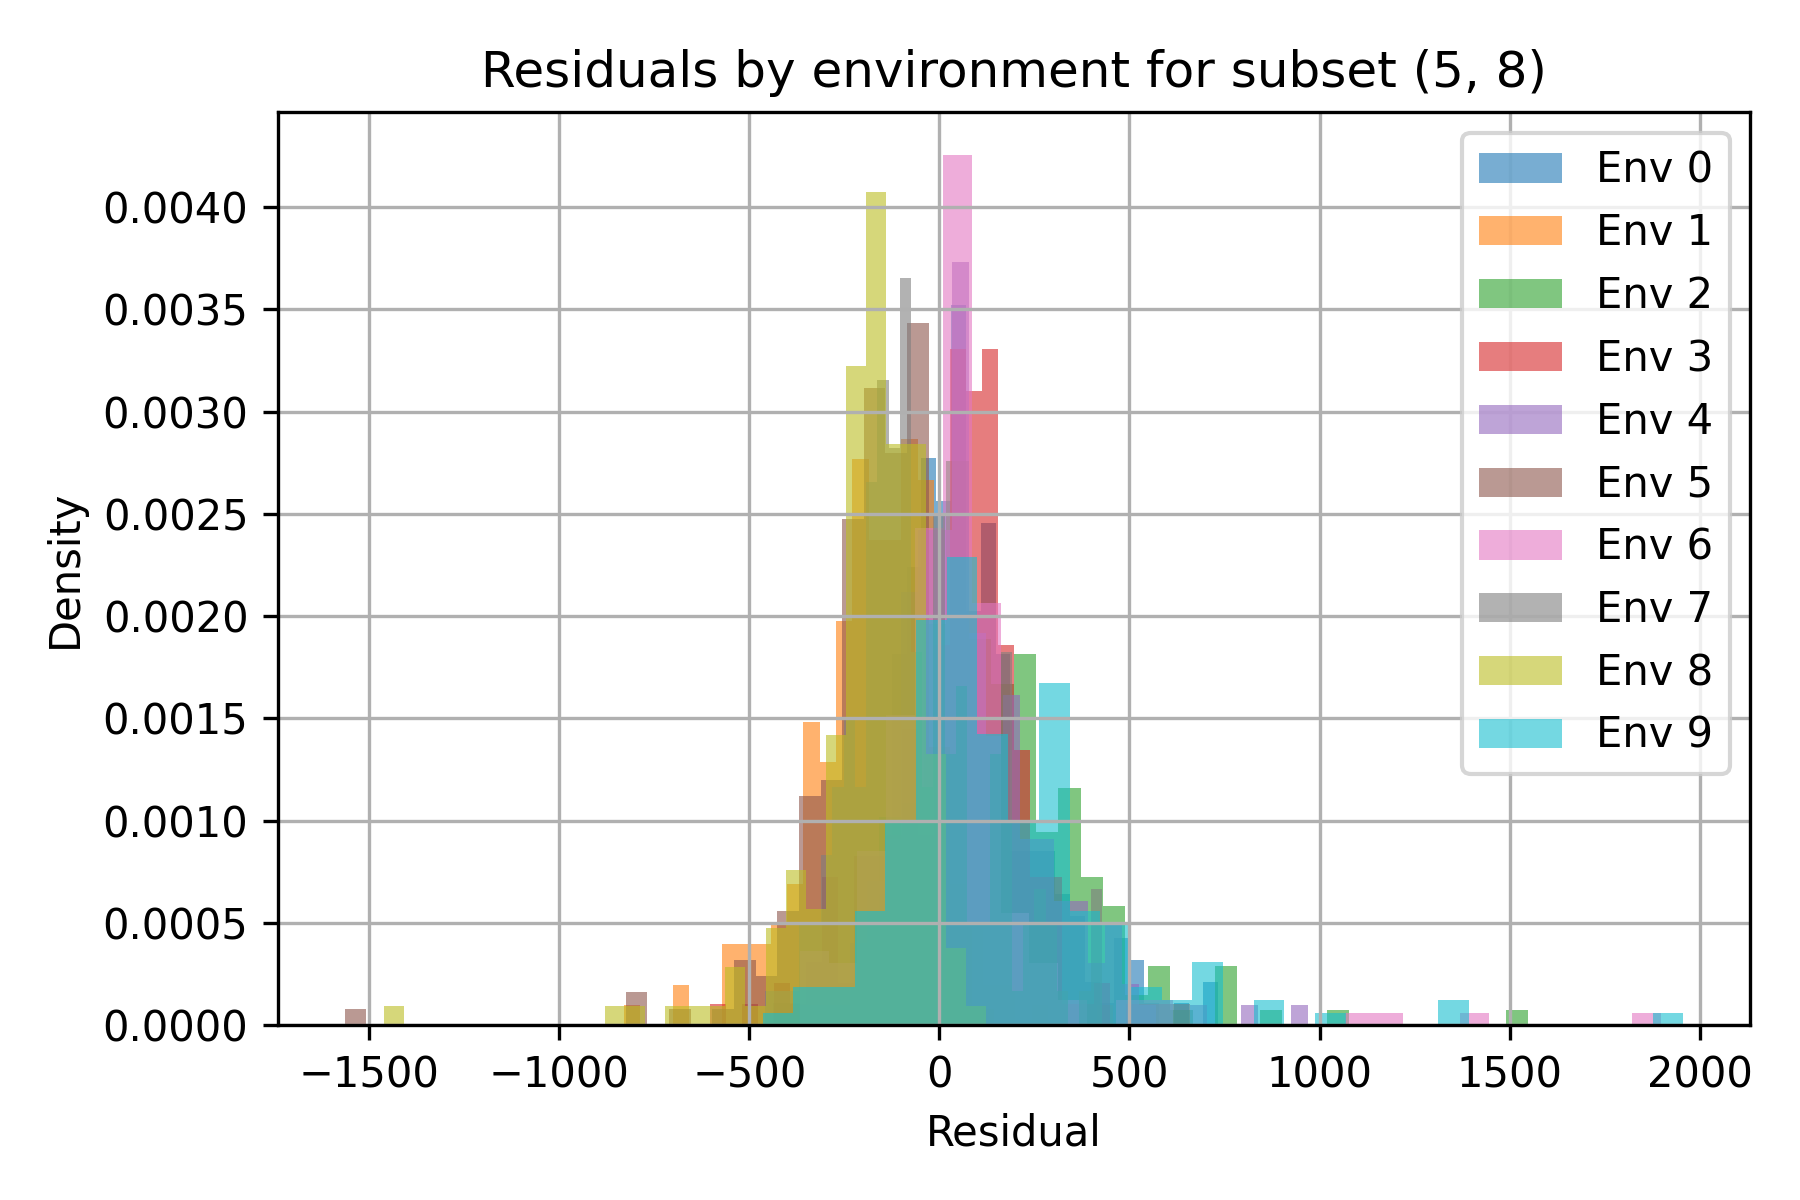 Residuals by environment for subset (5, 8)
Density
0.0040
0.0035
0.0030
0.0025
0.0020
0.0015
0.0010
0.0005
0.0000
Env 0
Env 1
Env 2
Env 3
Env 4
Env 5
Env 6
Env 7
Env 8
Env 9
−1500 −1000 −500 0 500 1000 1500 2000
Residual